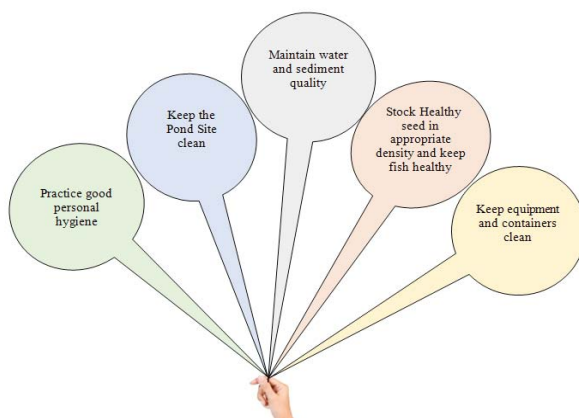 Practice good
personal
hygiene
Keep the
Pond Site
clean
Maintain water
and sediment
quality
Stock Healthy
seed in
appropriate
density and keep
fish healthy
Keep equipment
and containers
clean